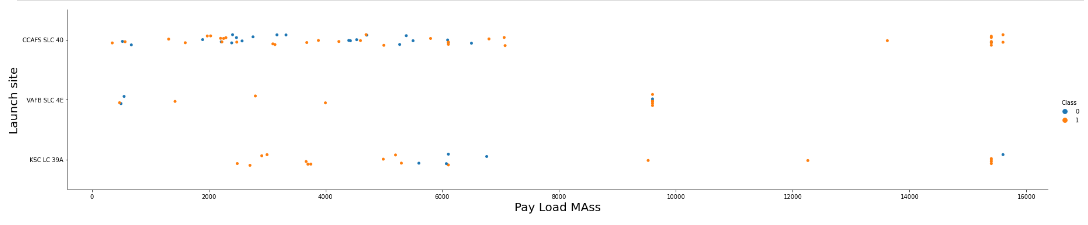 Launch site
CCAFS SLC 40
VAFB SLC 4E
KSC LC 39A
0 2000 4000 6000 8000 10000 12000 14000 16000
Pay Load MAss
Class
0
1